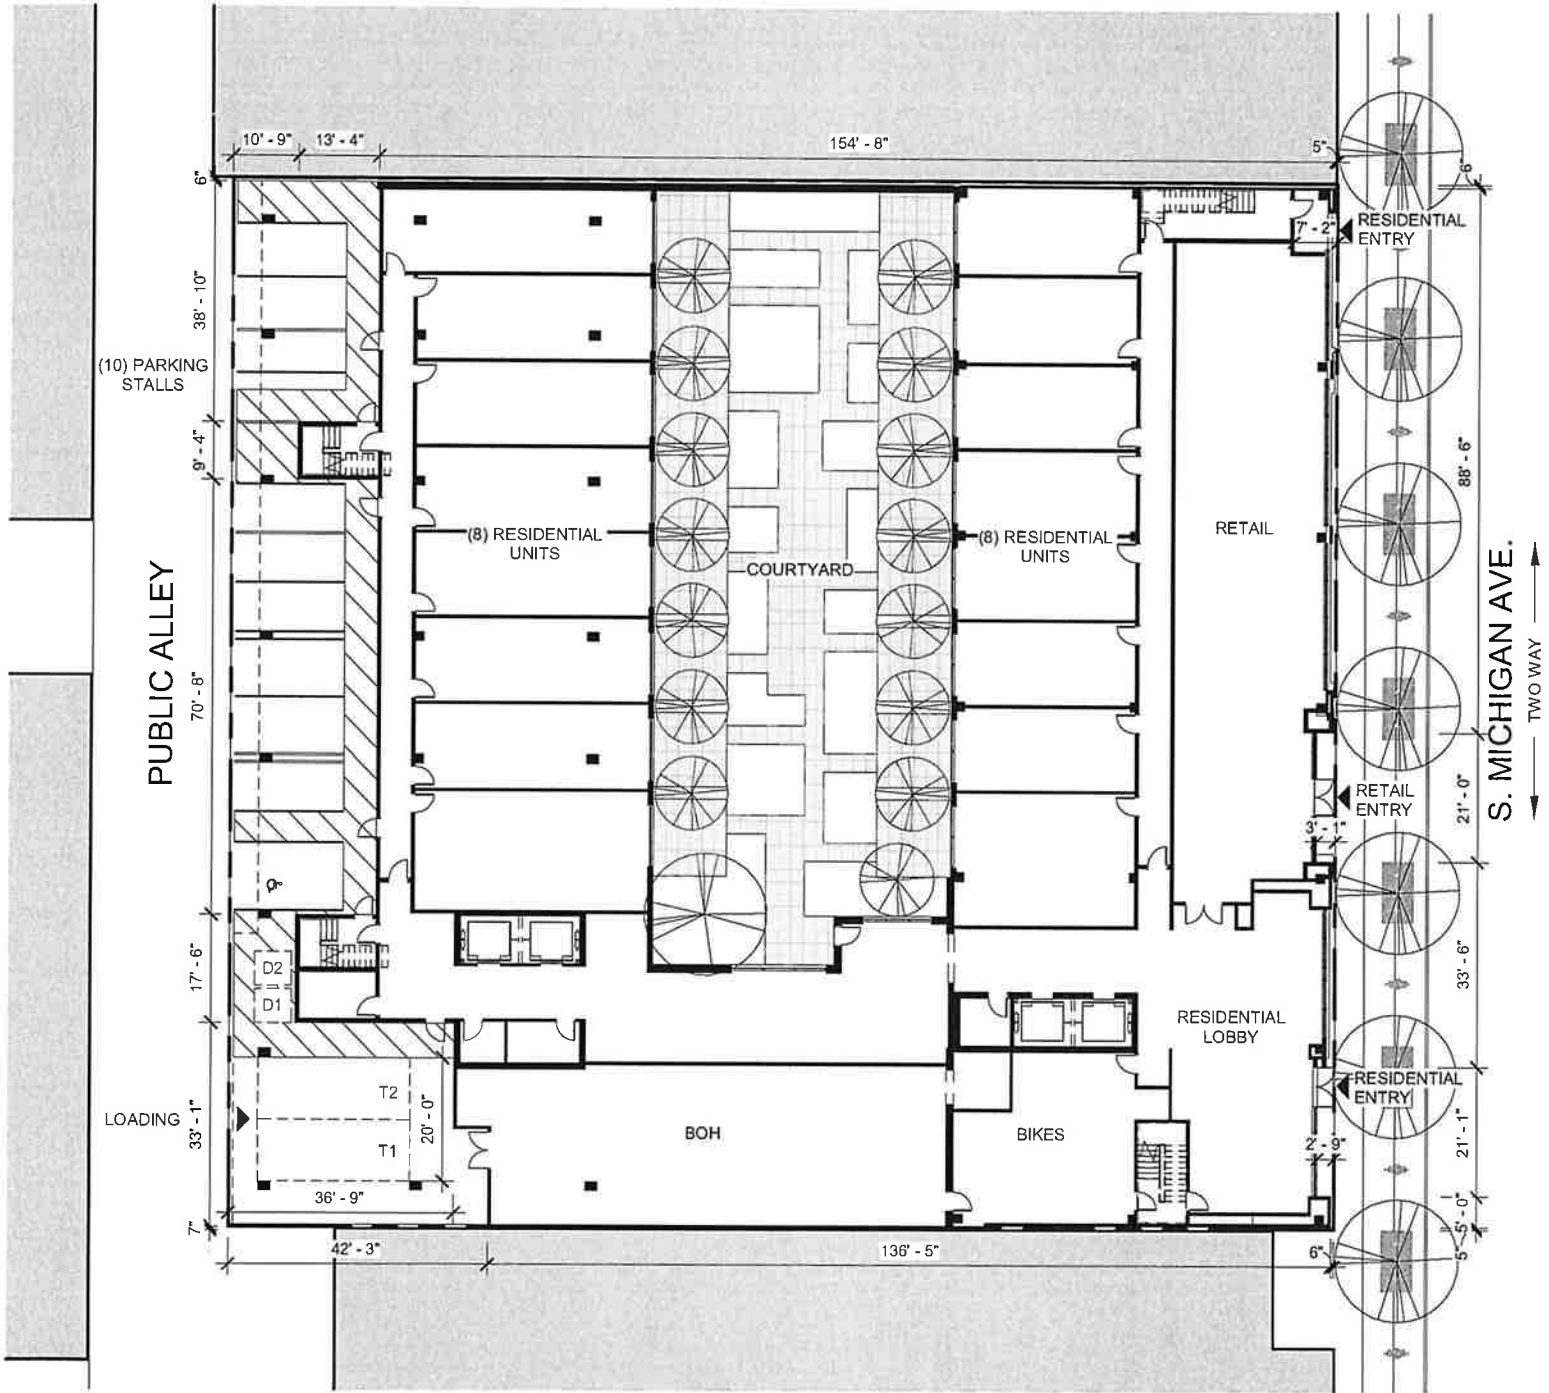 10' - 9"
13' - 4"
154' - 8"
5"
6"
6"
7' - 2"
RESIDENTIAL
ENTRY
38' - 10"
(10) PARKING
STALLS
9' - 4"
88' - 6"
(8) RESIDENTIAL
UNITS
(8) RESIDENTIAL
UNITS
RETAIL
COURTYARD
PUBLIC ALLEY
70' - 8"
S. MICHIGAN AVE.
TWO WAY
RETAIL
ENTRY
21' - 0"
3' - 1"
17' - 6"
D2
D1
33' - 6"
RESIDENTIAL
LOBBY
RESIDENTIAL
ENTRY
LOADING
33' - 1"
T2
T1
20' - 0"
BOH
BIKES
21' - 1"
2' - 9"
36' - 9"
5' - 0"
7"
42' - 3"
136' - 5"
6"
5"